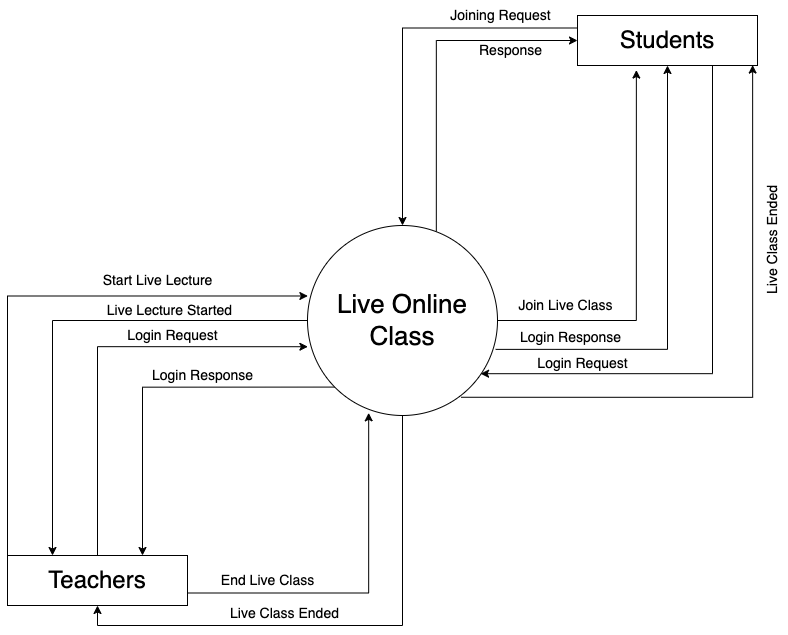 Joining Request
Students
Response
Live Class Ended
Start Live Lecture
Live Online
Class
Join Live Class
Live Lecture Started
Login Request
Login Response
Login Request
Login Response
Teachers
End Live Class
Live Class Ended